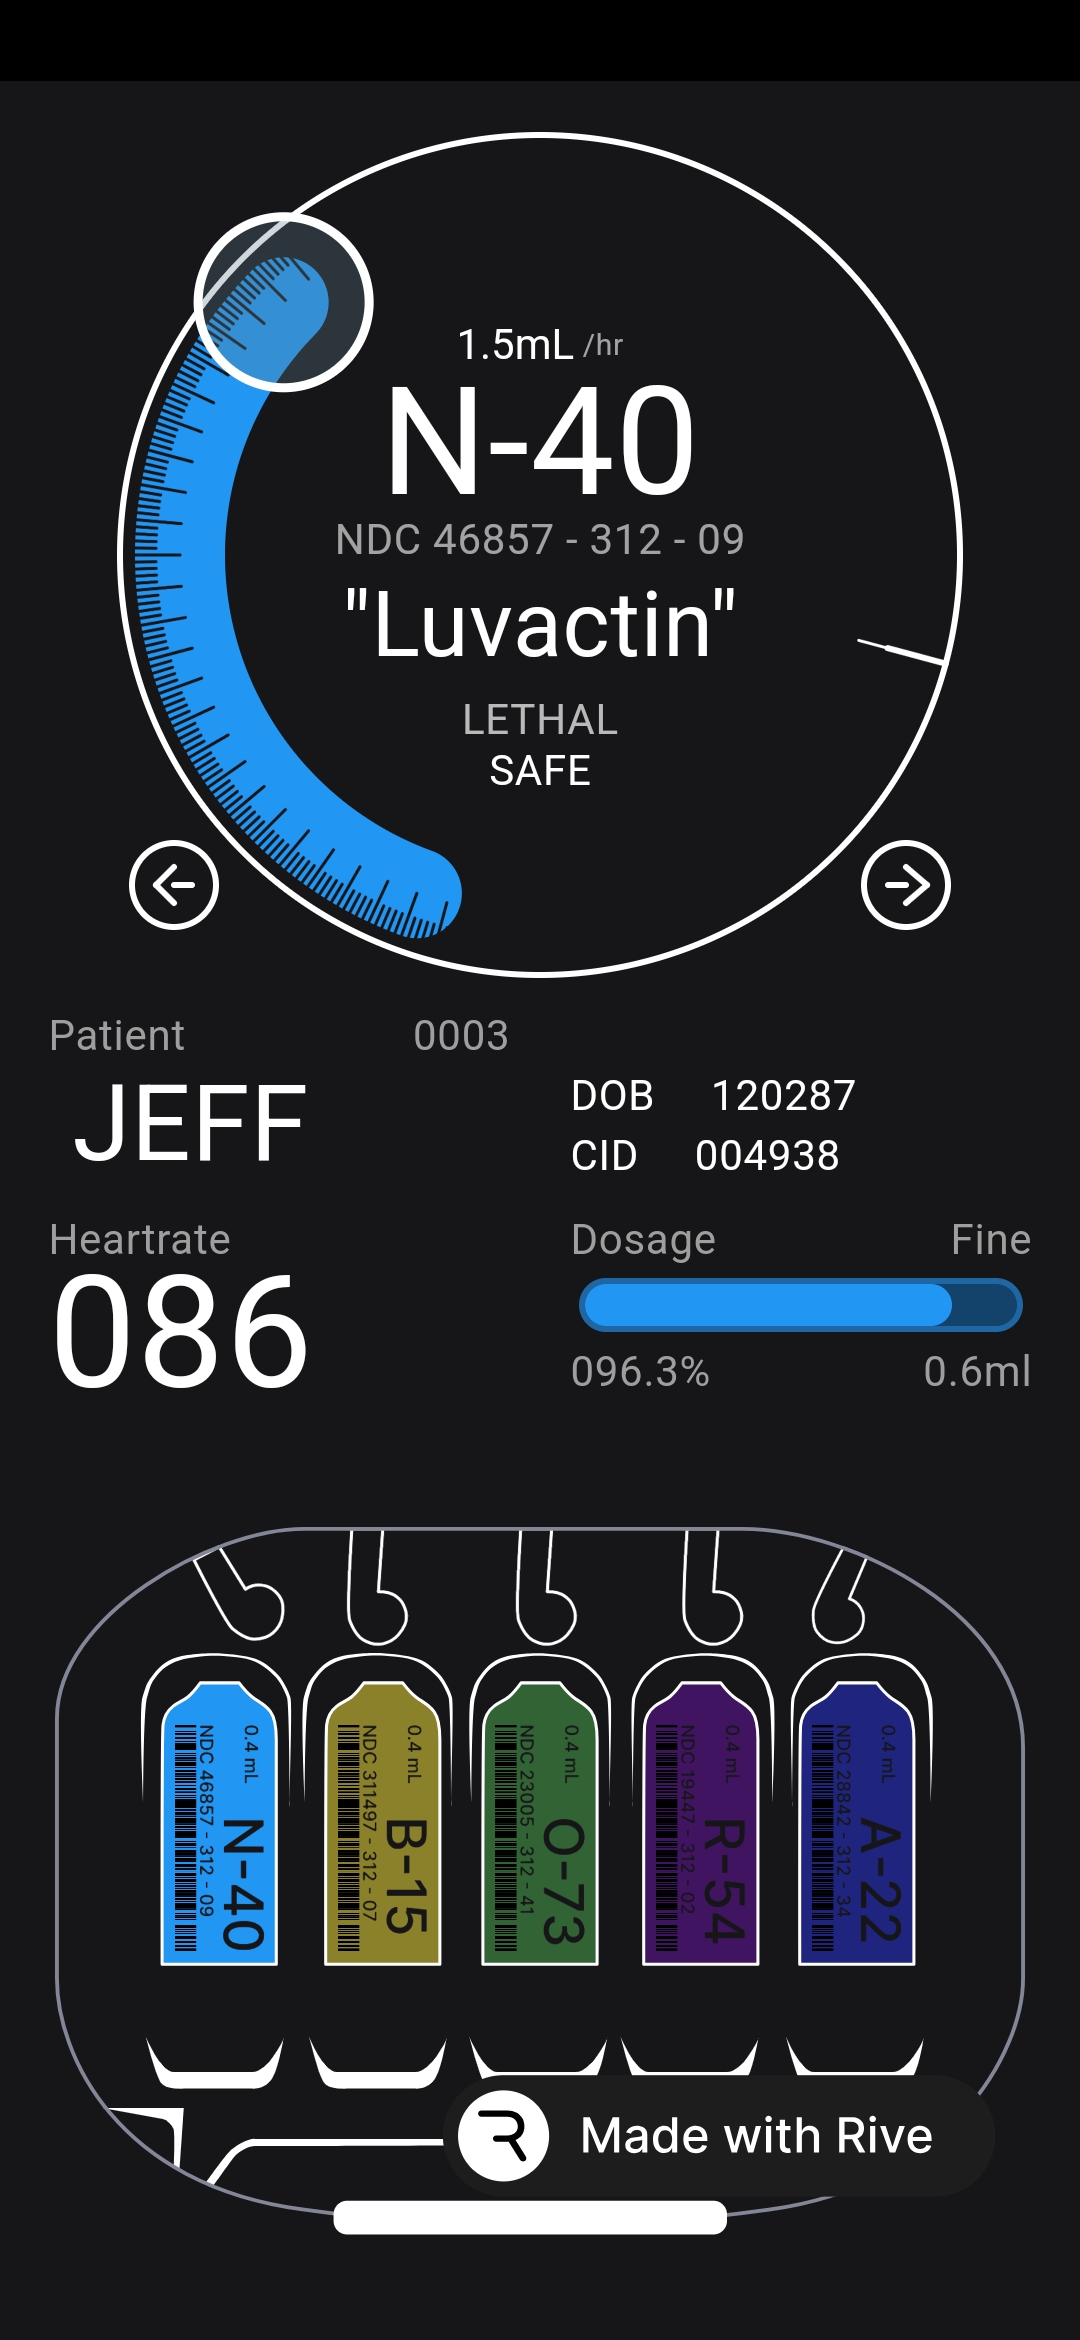 1.5mL /hr
N-40
NDC 46857 - 312 - 09
"Luvactin"
LETHAL
SAFE
Patient 0003
JEFF
DOB 120287
CID 004938
Heartrate
086
Dosage Fine
096.3% 0.6ml
0.4 mL
N-40
NDC 46857 - 312 - 09
0.4 mL
B-15
NDC 311497 - 312 - 07
0.4 mL
O-73
NDC 23005 - 312 - 41
0.4 mL
R-54
NDC 19447 - 312 - 02
0.4 mL
A-22
NDC 28842 - 312 - 34
Made with Rive